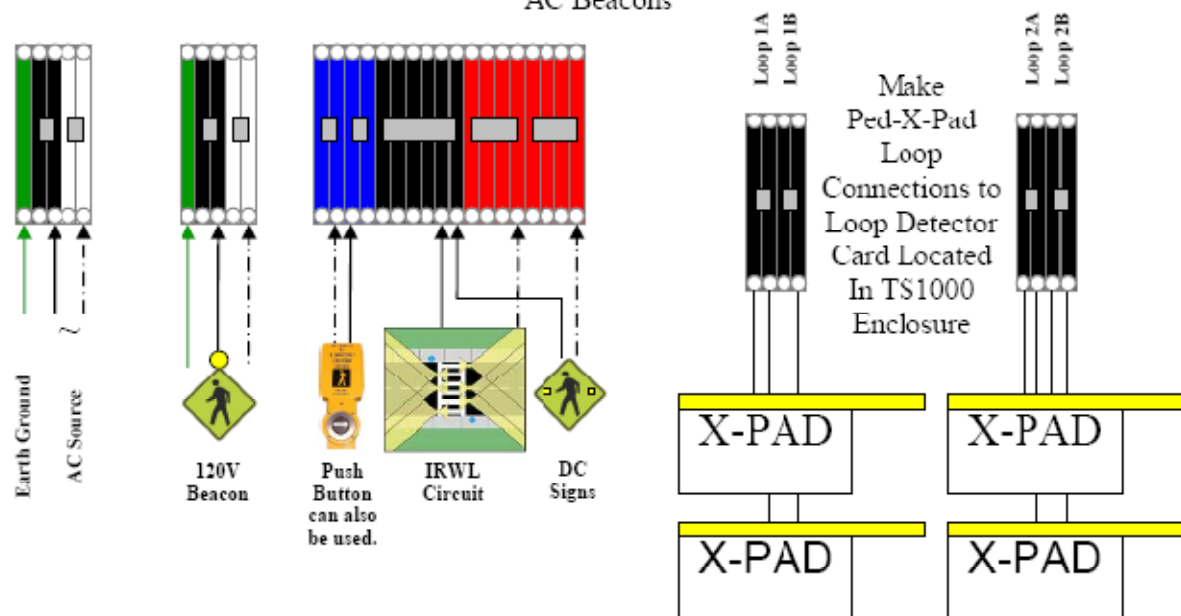 AC Beacons
Loop 1A
Loop 1B
Loop 2A
Loop 2B
Make
Ped-X-Pad
Loop
Connections to
Loop Detector
Card Located
In TS1000
Enclosure
Earth Ground
AC Source
~
120V
Beacon
Push
Button
can also
be used.
IRWL
Circuit
DC
Signs
X-PAD
X-PAD
X-PAD
X-PAD